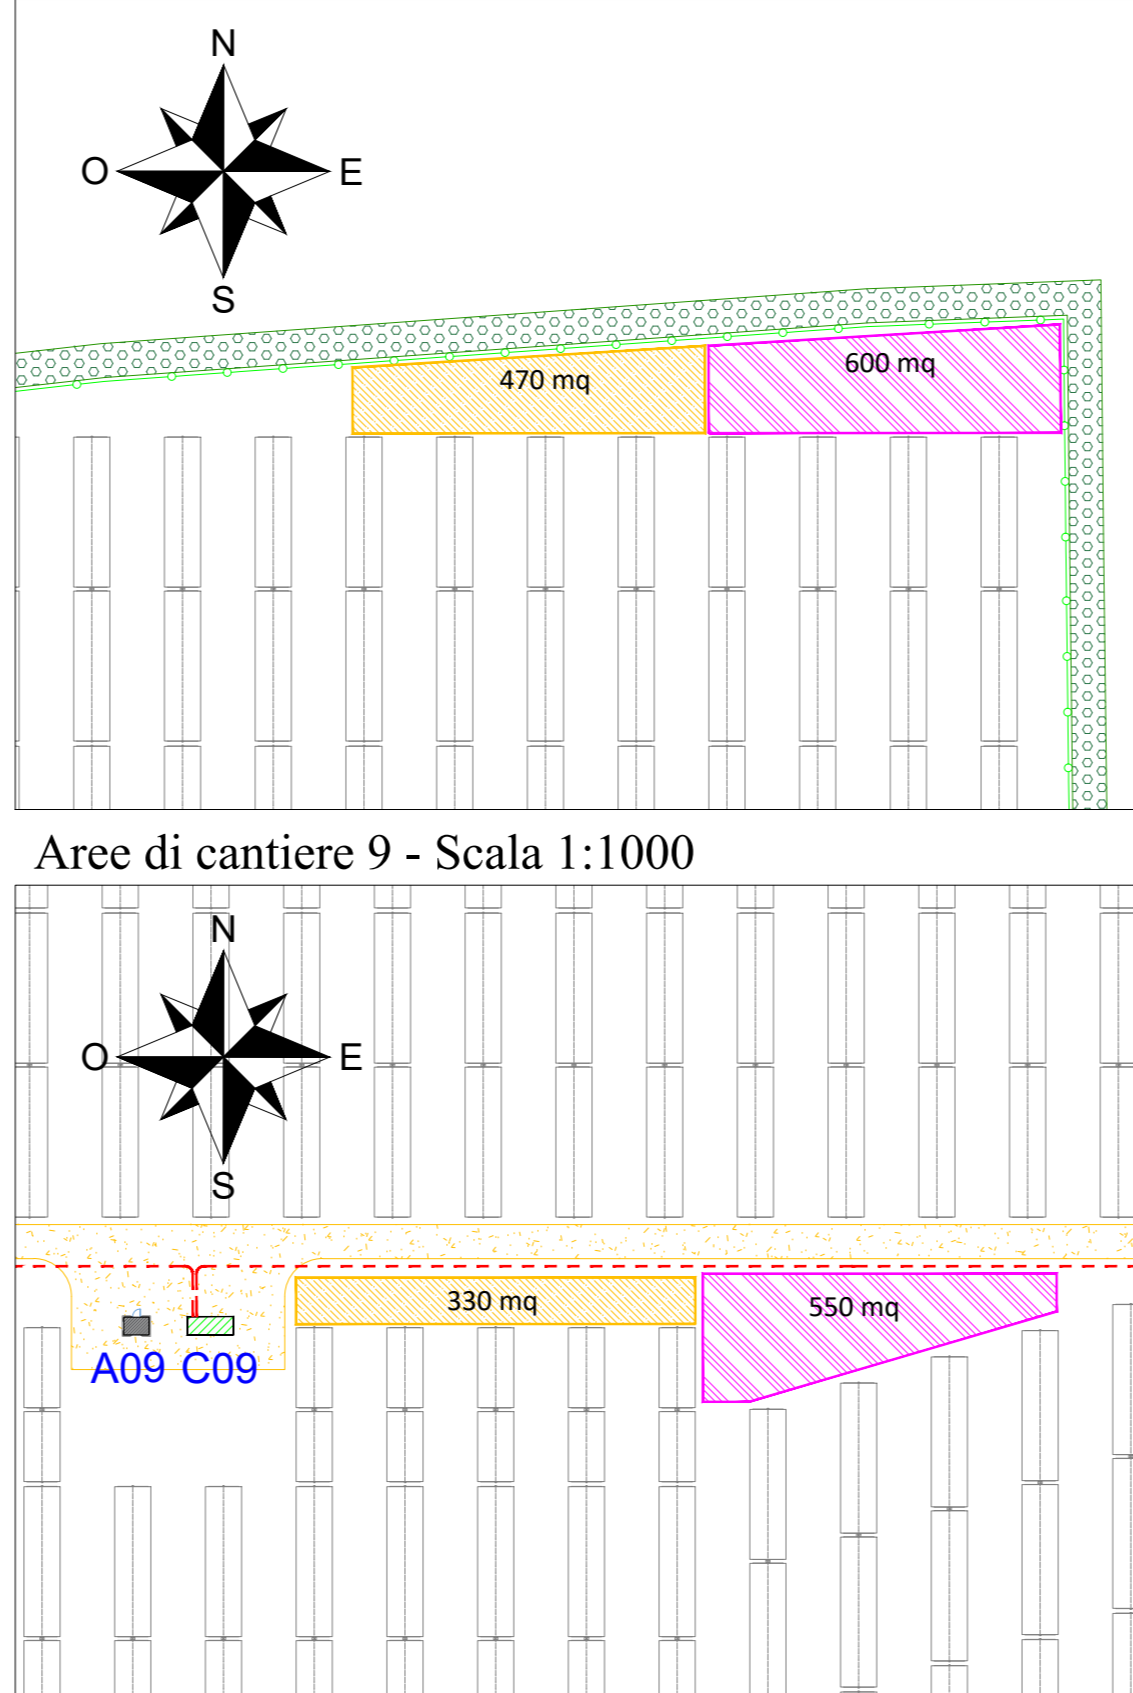 N
O E
S
470 mq
600 mq
Aree di cantiere 9 - Scala 1:1000
N
O E
S
330 mq
550 mq
A09 C09